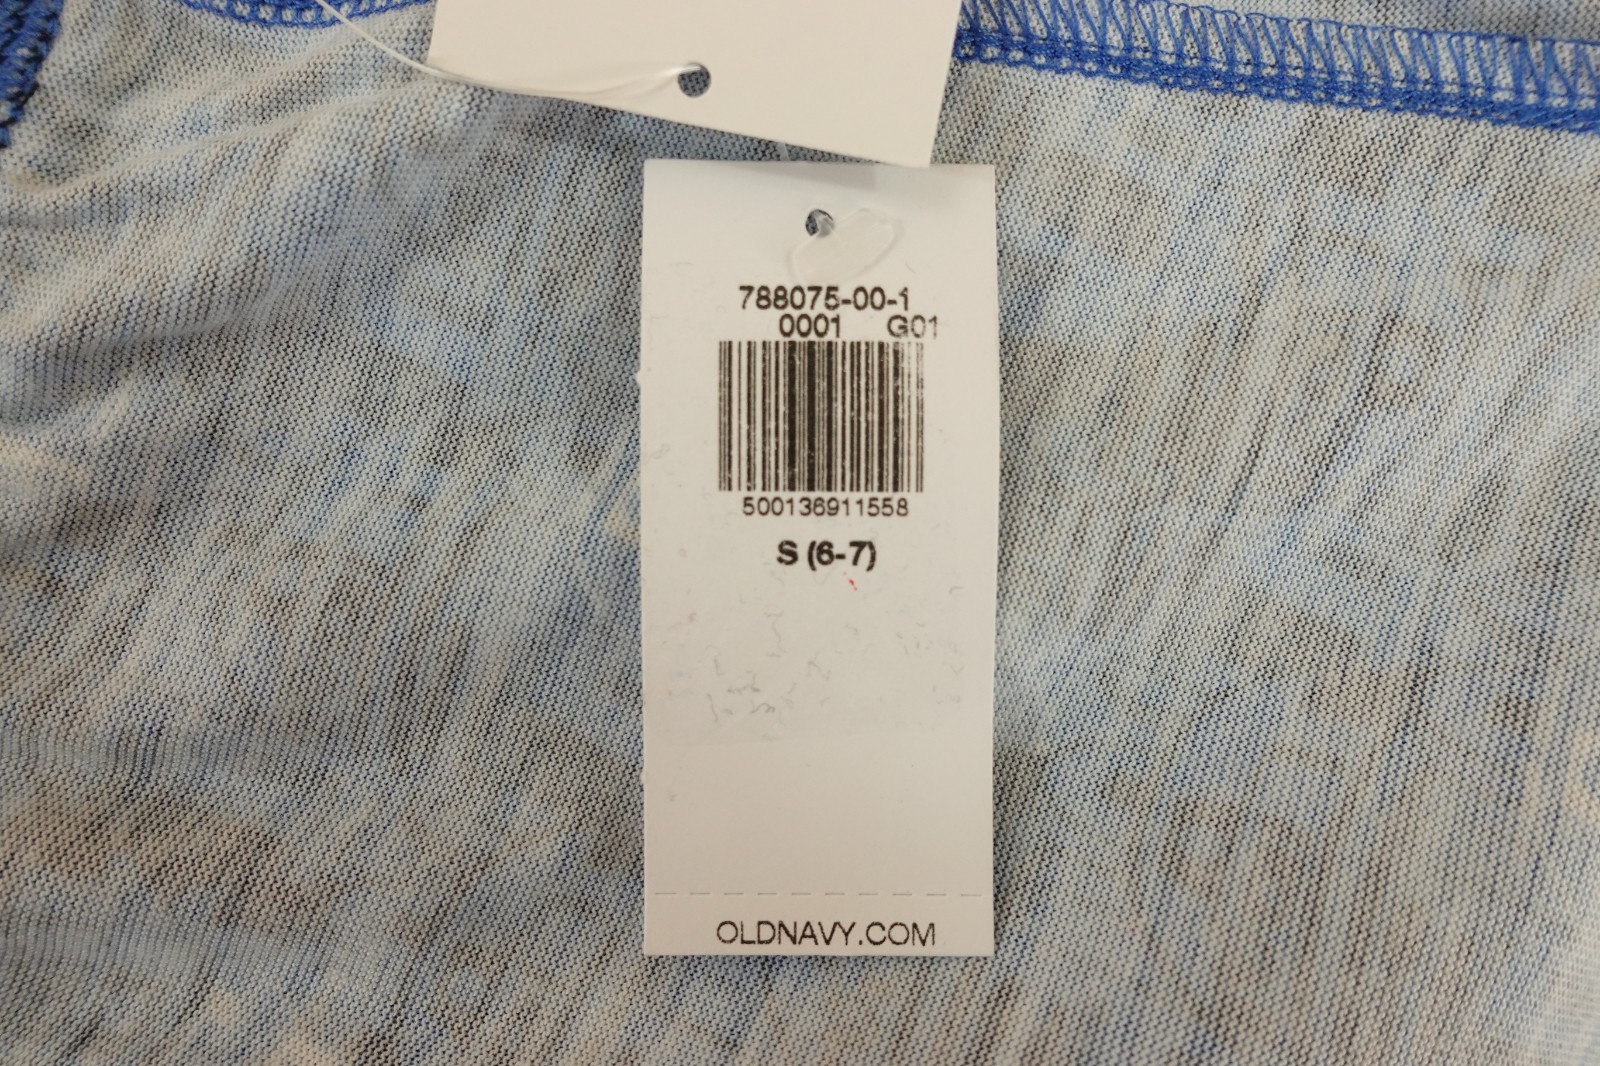 788075-00-1
0001 G01
500136911558
S (6-7)
OLDNAVY.COM